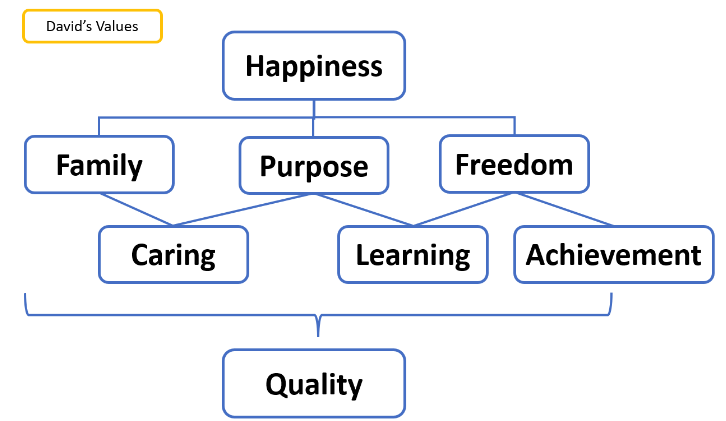 David’s Values
Happiness
Family
Purpose
Freedom
Caring
Learning
Achievement
Quality